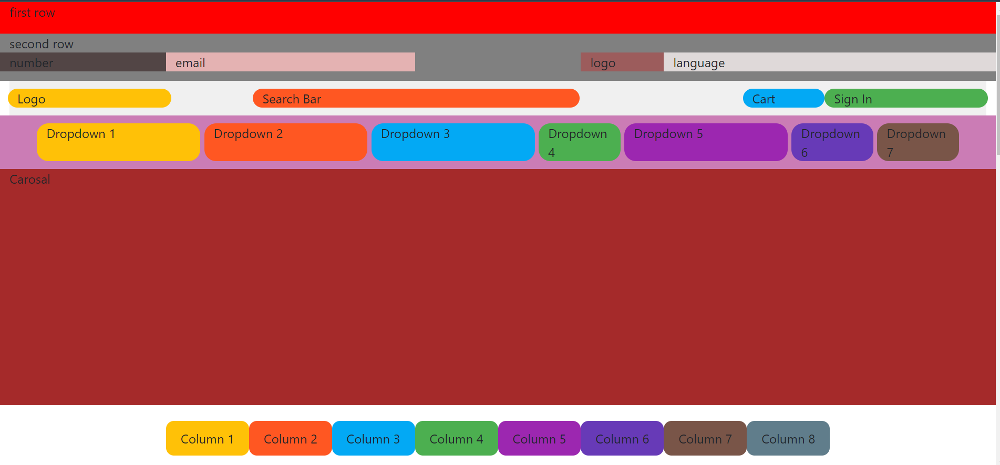 first row
second row
number email logo language
Logo Search Bar Cart Sign In
Dropdown 1 Dropdown 2 Dropdown 3 Dropdown 4 Dropdown 5 Dropdown 6 Dropdown 7
Carosal
Column 1 Column 2 Column 3 Column 4 Column 5 Column 6 Column 7 Column 8